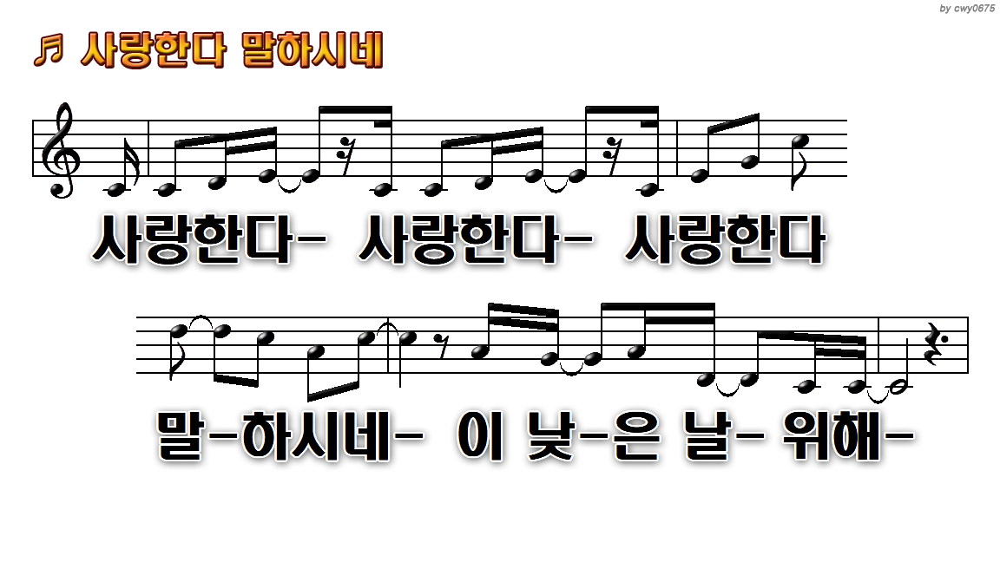 by cwy0675
♬ 사랑한다 말하시네
사랑한다- 사랑한다- 사랑한다
말-하시네- 이 낮-은 날- 위해-